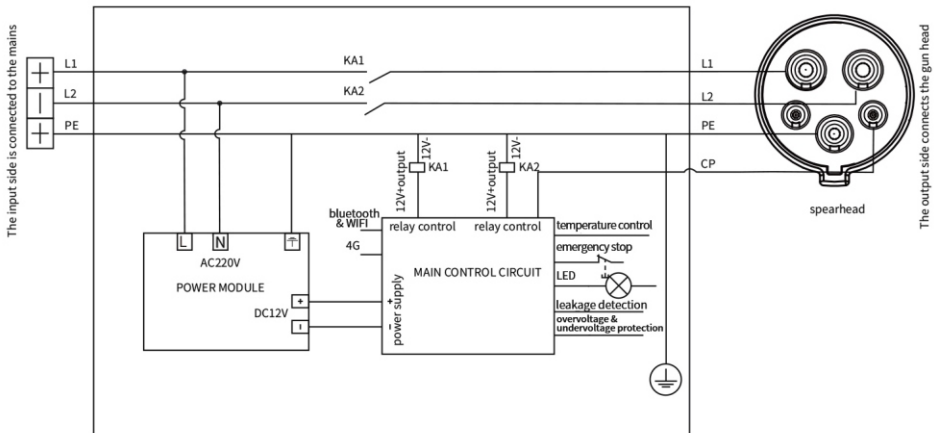 The input side is connected to the mains
L1
L2
PE
KA1
KA2
L1
L2
PE
CP
12V-
12V+output
KA1
12V-
12V+output
KA2
spearhead
The output side connects the gun head
L
N
AC220V
POWER MODULE
DC12V
+
-
bluetooth
& WIFI
4G
relay control
relay control
MAIN CONTROL CIRCUIT
+
-
power supply
temperature control
emergency stop
LED
leakage detection
overvoltage &
undervoltage protection